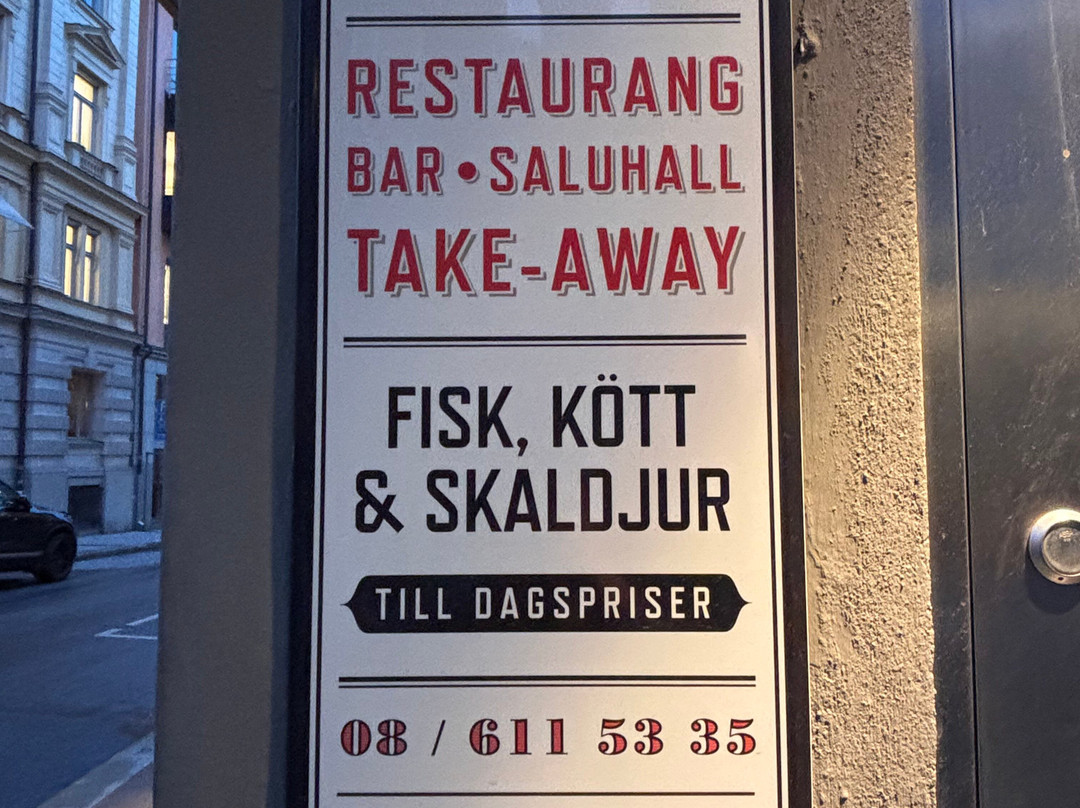 RESTAURANG
BAR • SALUHALL
TAKE-AWAY
FISK, KÖTT
& SKALDJUR
TILL DAGSPRISER
08 / 611 53 35